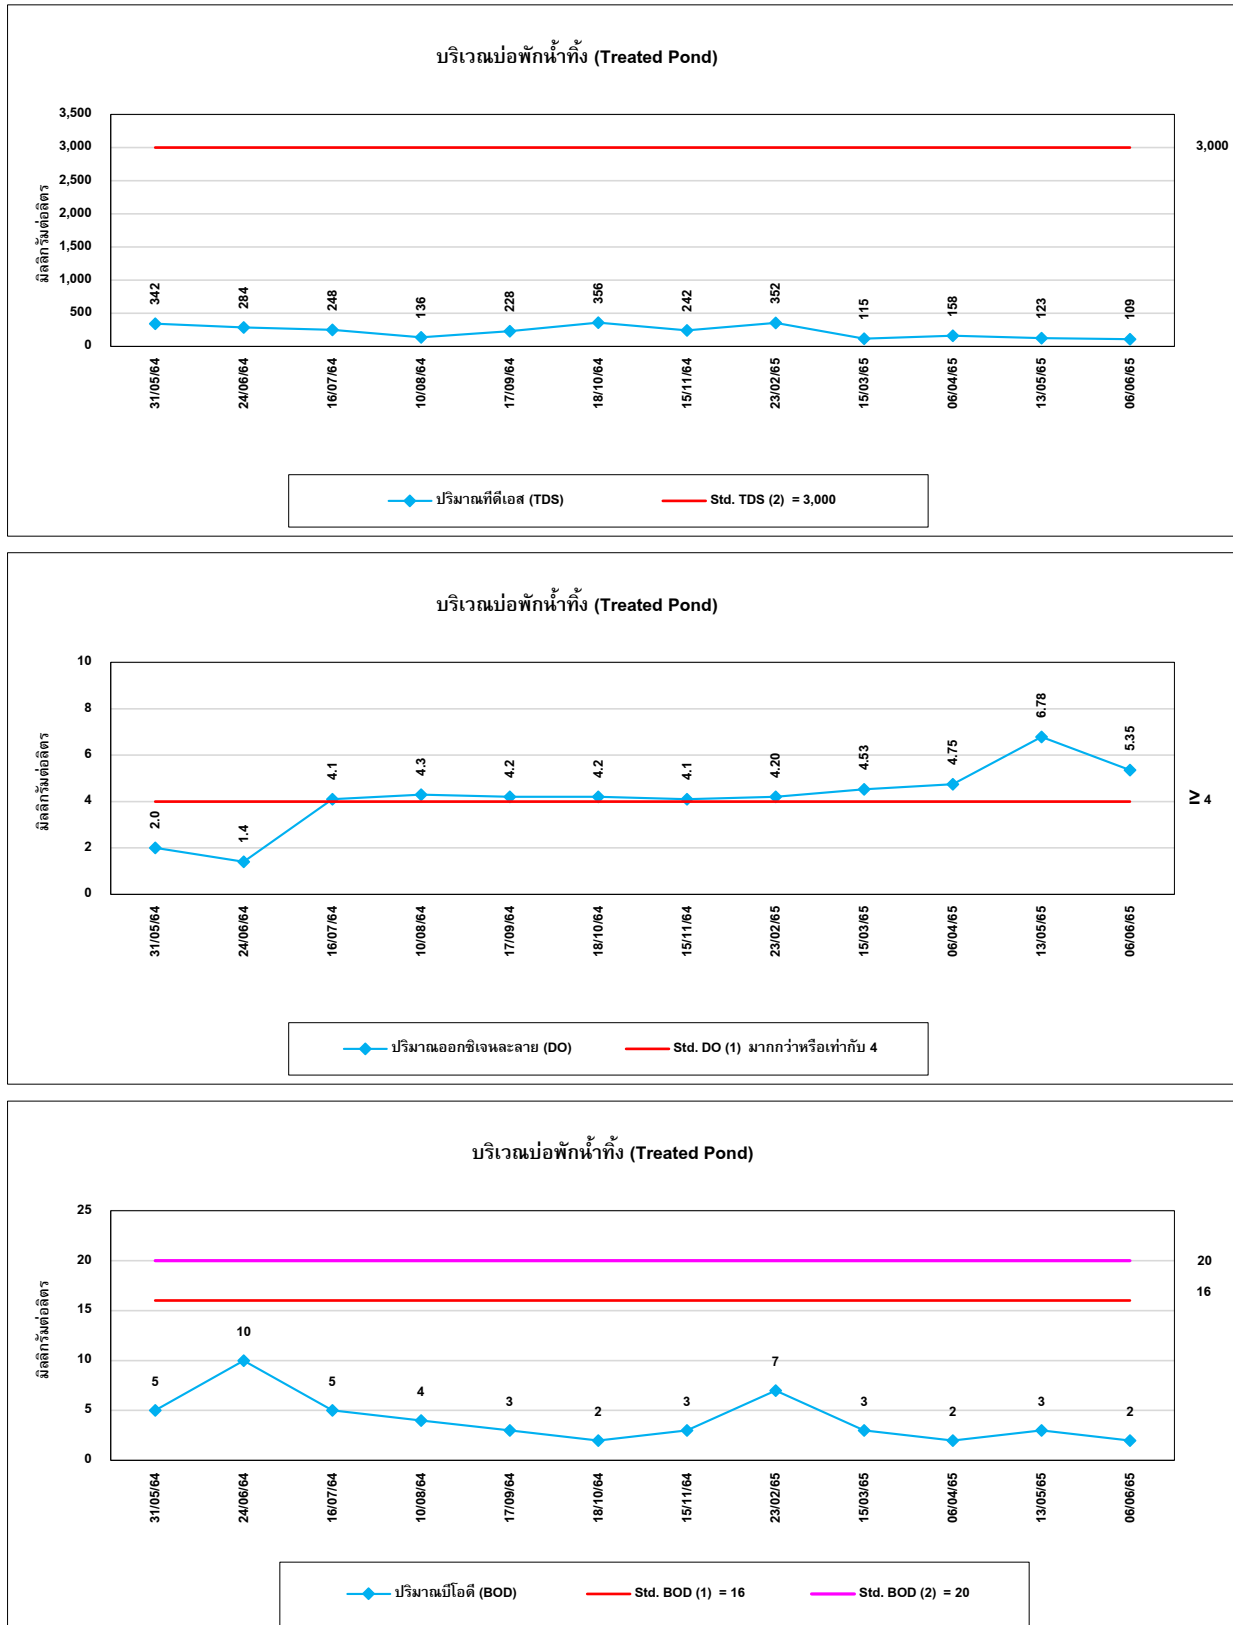 บริเวณบ่อพักน้ำทิ้ง (Treated Pond)
มิลลิกรัมต่อลิตร
3,500
3,000
2,500
2,000
1,500
1,000
500
0
3,000
342 284 248 136 228 356 242 352 115 158 123 109
31/05/64 24/06/64 16/07/64 10/08/64 17/09/64 18/10/64 15/11/64 23/02/65 15/03/65 06/04/65 13/05/65 06/06/65
ปริมาณทีดีเอส (TDS) Std. TDS (2) = 3,000
บริเวณบ่อพักน้ำทิ้ง (Treated Pond)
มิลลิกรัมต่อลิตร
10
8
6
4
2
0
≥ 4
2.0 1.4 4.1 4.3 4.2 4.2 4.1 4.20 4.53 4.75 6.78 5.35
31/05/64 24/06/64 16/07/64 10/08/64 17/09/64 18/10/64 15/11/64 23/02/65 15/03/65 06/04/65 13/05/65 06/06/65
ปริมาณออกซิเจนละลาย (DO) Std. DO (1) มากกว่าหรือเท่ากับ 4
บริเวณบ่อพักน้ำทิ้ง (Treated Pond)
มิลลิกรัมต่อลิตร
25
20
15
10
5
0
20
16
5 10 5 4 3 2 3 7 3 2 3 2
31/05/64 24/06/64 16/07/64 10/08/64 17/09/64 18/10/64 15/11/64 23/02/65 15/03/65 06/04/65 13/05/65 06/06/65
ปริมาณบีโอดี (BOD) Std. BOD (1) = 16 Std. BOD (2) = 20